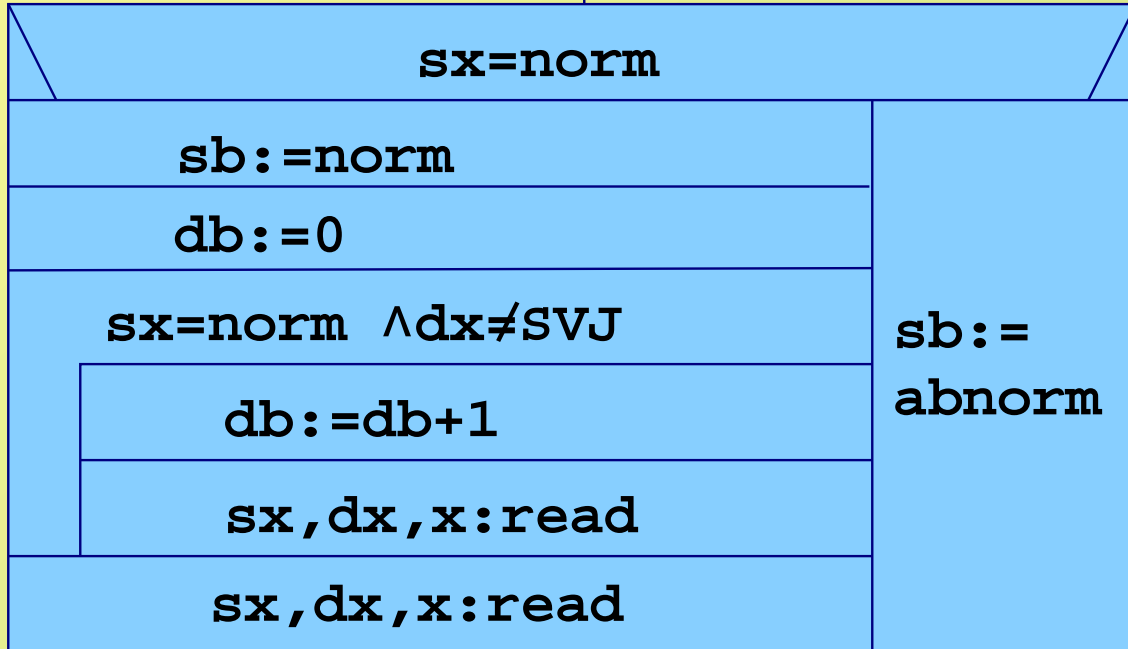 sx=norm
sb:=norm
db:=0
sx=norm ∧dx≠SVJ
db:=db+1
sx,dx,x:read
sx,dx,x:read
sb:=
abnorm